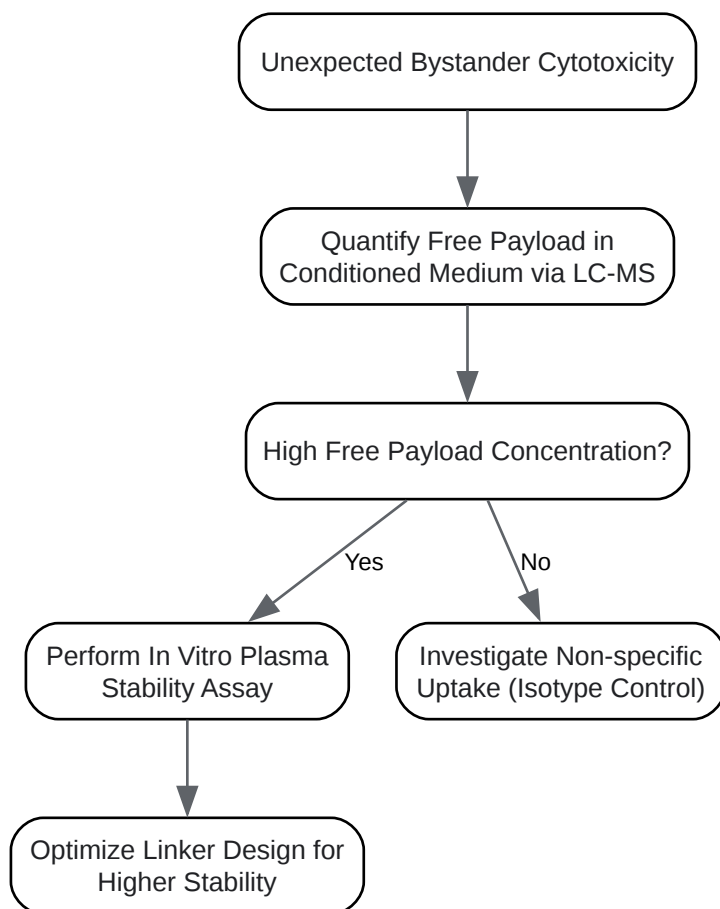 Unexpected Bystander Cytotoxicity
Quantify Free Payload in
Conditioned Medium via LC-MS
High Free Payload Concentration?
Yes
No
Perform In Vitro Plasma
Stability Assay
Investigate Non-specific
Uptake (Isotype Control)
Optimize Linker Design for
Higher Stability